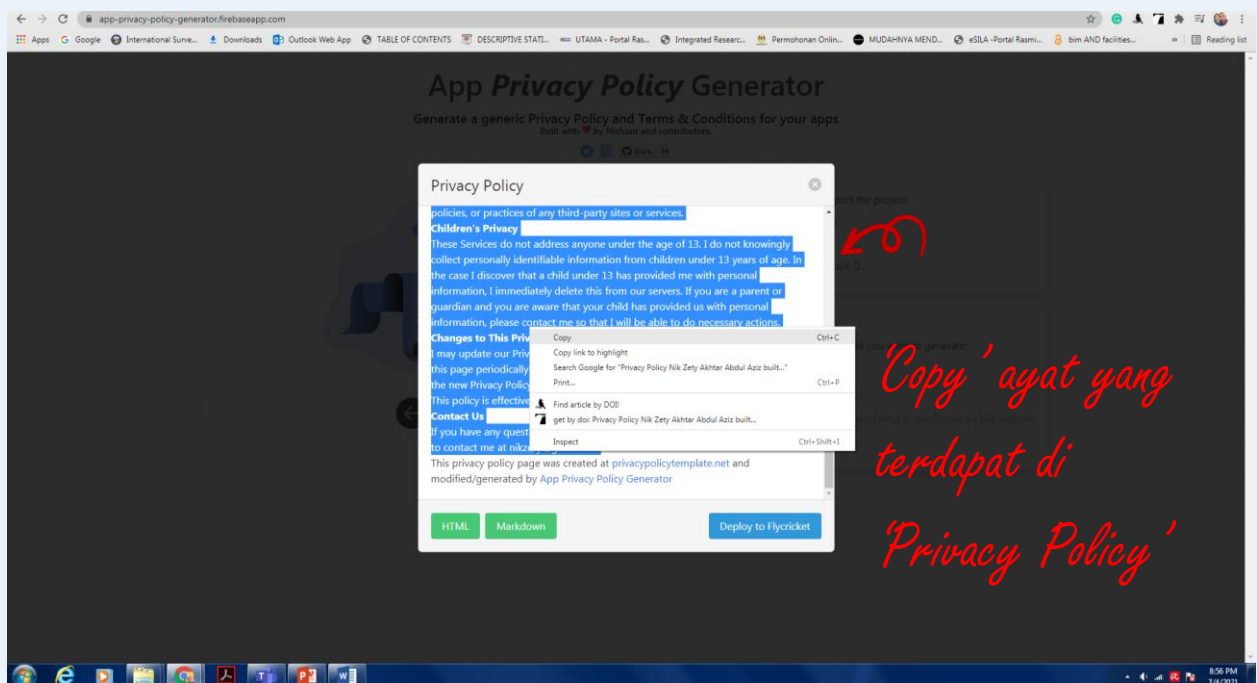 app-privacy-policy-generator.firebaseapp.com
Apps Google International Surve... Downloads Outlook Web App TABLE OF CONTENTS DESCRIPTIVE STATI... UTAMA - Portal Ras... Integrated Researc... Permohonan Onlin... MUDAHNYA MEND... eSILA -Portal Rasmi... bim AND facilities... » Reading list
App Privacy Policy Generator
Generate a generic Privacy Policy and Terms & Conditions for your apps
Built with by Nishant and contributors.
Privacy Policy
port the project:
policies, or practices of any third-party sites or services.
Children's Privacy
These Services do not address anyone under the age of 13. I do not knowingly
collect personally identifiable information from children under 13 years of age. In
the case I discover that a child under 13 has provided me with personal
information, I immediately delete this from our servers. If you are a parent or
guardian and you are aware that your child has provided us with personal
information, please contact me so that I will be able to do necessary actions.
Changes to This Priv
I may update our Priv
this page periodically
the new Privacy Policy
This policy is effective
Contact Us
If you have any quest
to contact me at
Copy Ctrl+C
Copy link to highlight
Search Google for "Privacy Policy Nik Zety Akhtar Abdul Aziz built..."
Print... Ctrl+P
Find article by DOI!
get by doi: Privacy Policy Nik Zety Akhtar Abdul Aziz built...
Inspect Ctrl+Shift+I
This privacy policy page was created at privacypolicytemplate.net and
modified/generated by App Privacy Policy Generator
HTML Markdown Deploy to Flycricket
'Copy' ayat yang
terdapat di
'Privacy Policy'
8:56 PM
7/4/2021